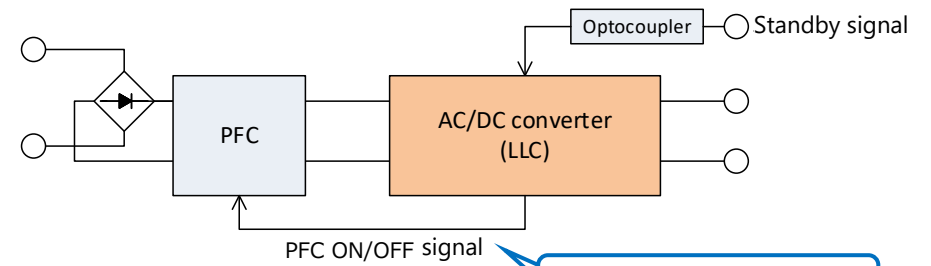 Optocoupler
Standby signal
PFC
AC/DC converter
(LLC)
PFC ON/OFF signal